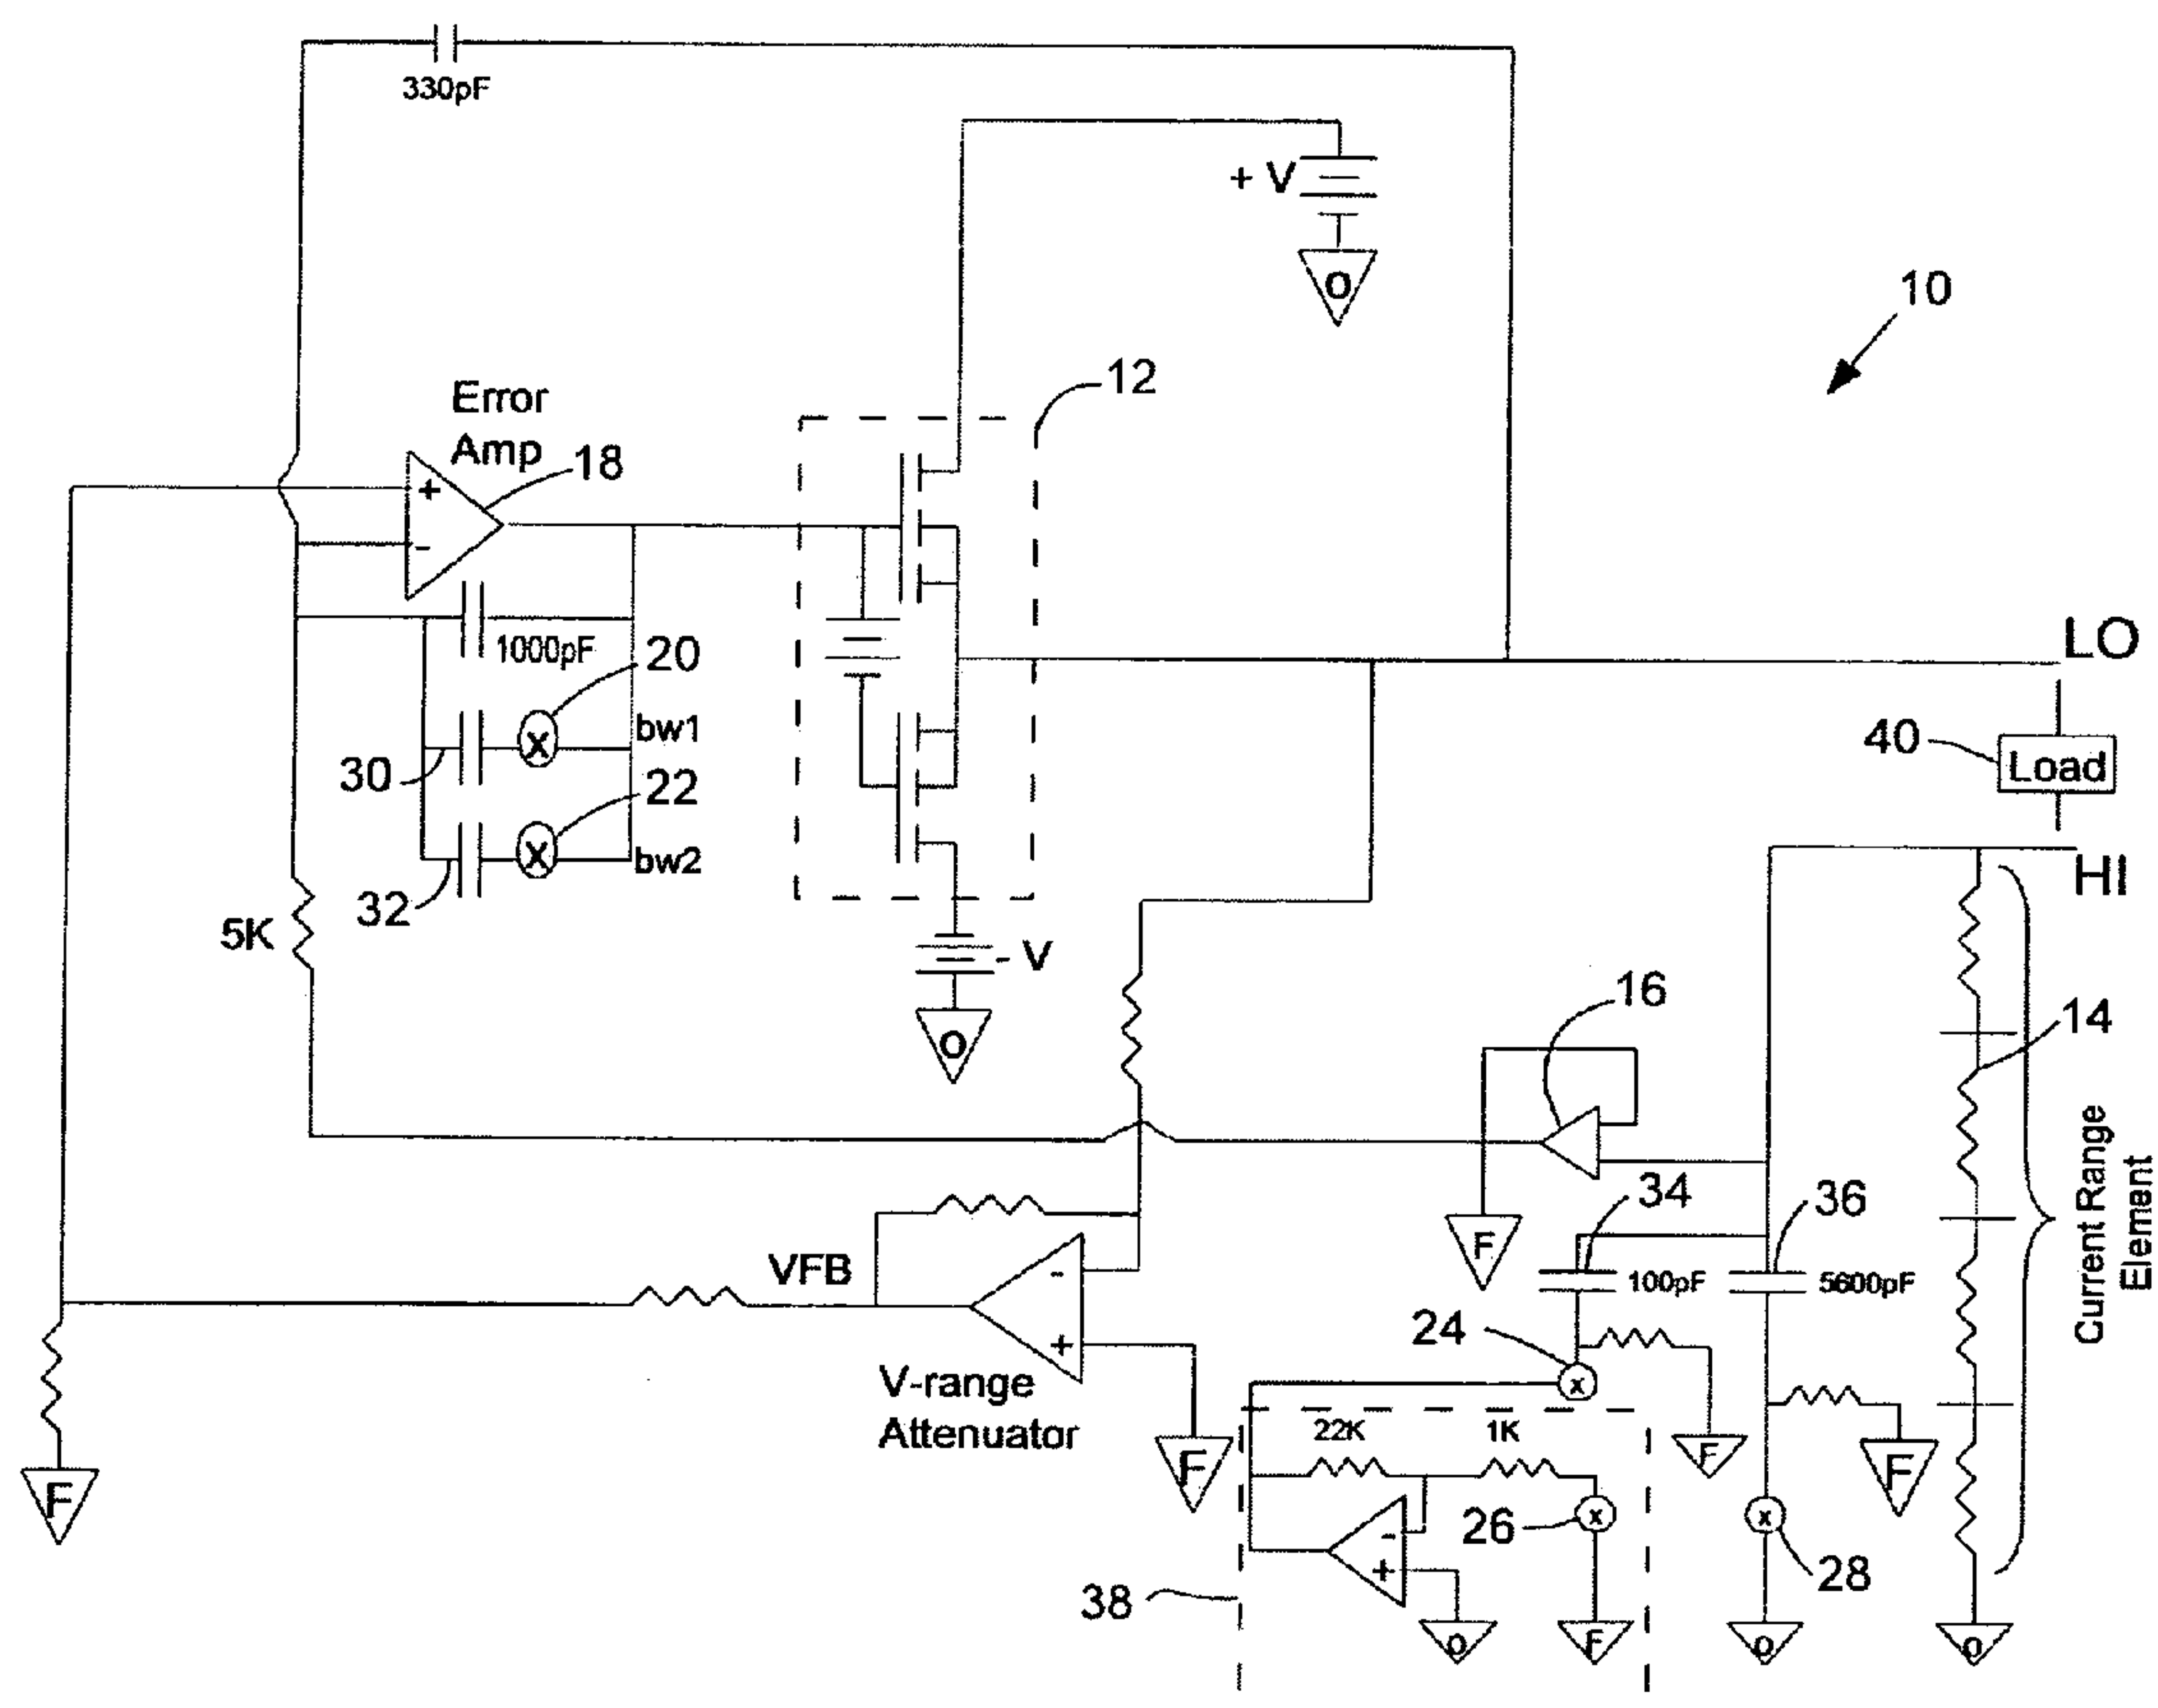 330pF
+ V
O
10
12
Error
Amp
18
+
-
1000pF
20
LO
bw1
30
40
Load
22
bw2
HI
32
5K
- V
O
16
14
34
36
F
VFB
-
100pF
5600pF
24
+
x
V-range
Attenuator
22K
1K
F
F
F
F
26
x
x
-
+
28
38
O
F
O
O
Current Range
Element
X
X